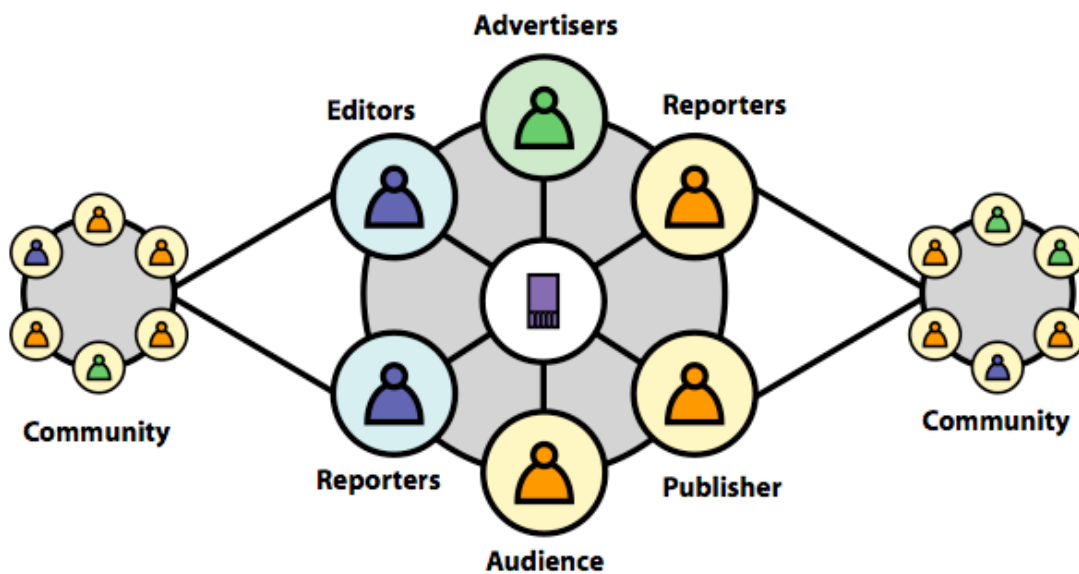 Advertisers
Editors
Reporters
Community
Community
Reporters
Publisher
Audience